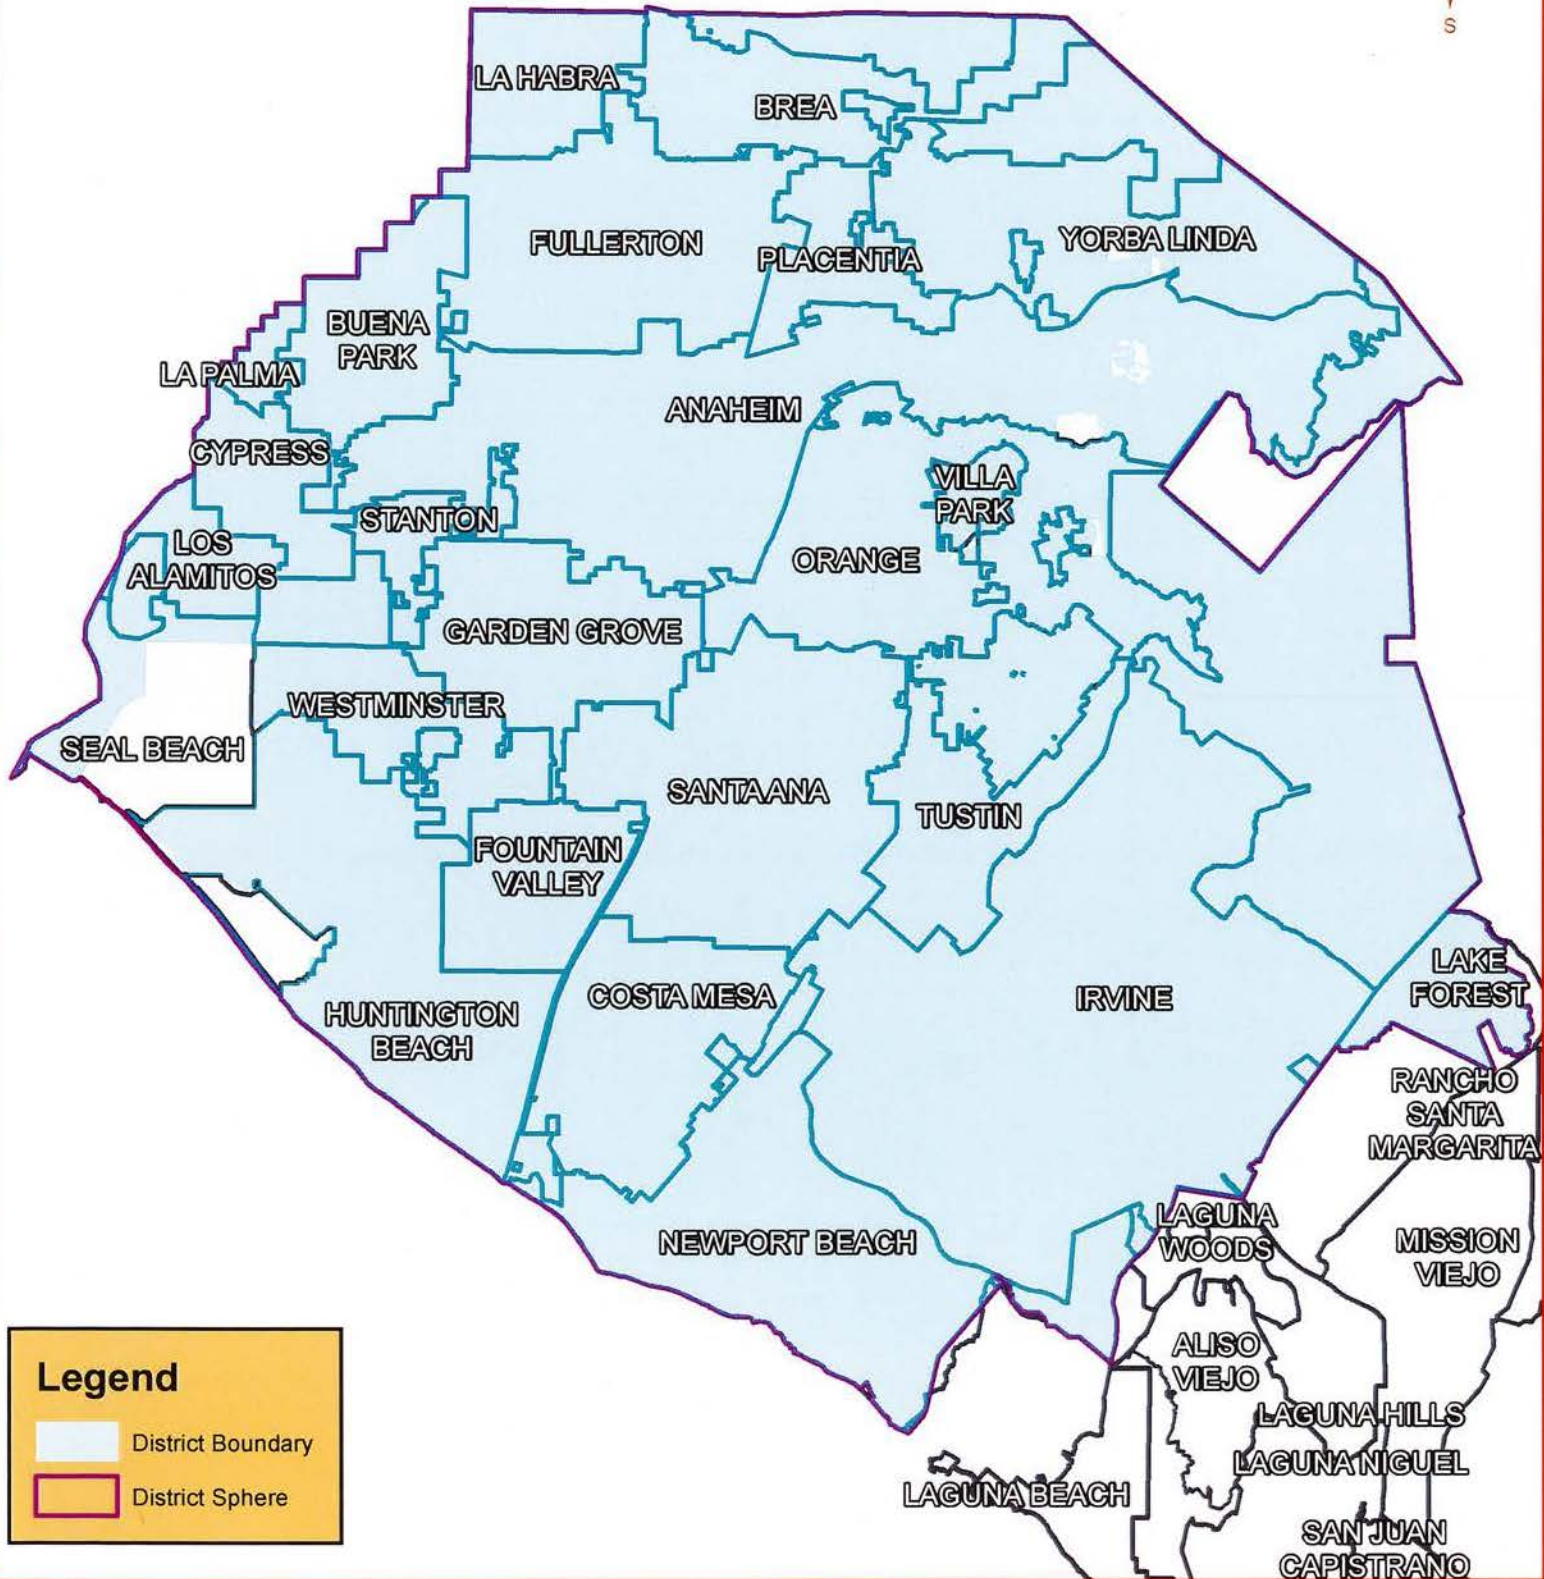 S
LA HABRA
BREA
FULLERTON
PLACENTIA
YORBA LINDA
BUENA
PARK
LA PALMA
ANAHEIM
CYPRESS
VILLA
PARK
STANTON
LOS
ALAMITOS
ORANGE
GARDEN GROVE
WESTMINSTER
SEAL BEACH
SANTA ANA
TUSTIN
FOUNTAIN
VALLEY
COSTA MESA
IRVINE
LAKE
FOREST
HUNTINGTON
BEACH
RANCHO
SANTA
MARGARITA
NEWPORT BEACH
LAGUNA
WOODS
MISSION
VIEJO
ALISO
VIEJO
LAGUNA HILLS
LAGUNA NIGUEL
LAGUNA BEACH
SAN JUAN
CAPISTRANO
Legend
District Boundary
District Sphere